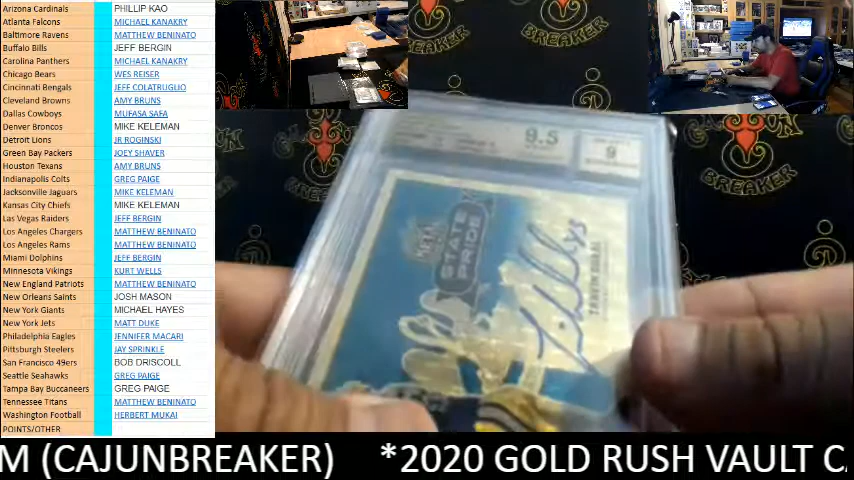 Arizona Cardinals PHILLIP KAO
Atlanta Falcons MICHAEL KANAKRY
Baltimore Ravens MATTHEW BENINATO
Buffalo Bills JEFF BERGIN
Carolina Panthers MICHAEL KANAKRY
Chicago Bears WES REISER
Cincinnati Bengals JEFF COLATRUGLIO
Cleveland Browns AMY BRUNS
Dallas Cowboys MUFASA SAFA
Denver Broncos MIKE KELEMAN
Detroit Lions JR ROGINSKI
Green Bay Packers JOEY SHAVER
Houston Texans AMY BRUNS
Indianapolis Colts GREG PAIGE
Jacksonville Jaguars MIKE KELEMAN
Kansas City Chiefs MIKE KELEMAN
Las Vegas Raiders JEFF BERGIN
Los Angeles Chargers MATTHEW BENINATO
Los Angeles Rams MATTHEW BENINATO
Miami Dolphins JEFF BERGIN
Minnesota Vikings KURT WELLS
New England Patriots MATTHEW BENINATO
New Orleans Saints JOSH MASON
New York Giants MICHAEL HAYES
New York Jets MATT DUKE
Philadelphia Eagles JENNIFER MACARI
Pittsburgh Steelers JAY SPRINKLE
San Francisco 49ers BOB DRISCOLL
Seattle Seahawks GREG PAIGE
Tampa Bay Buccaneers GREG PAIGE
Tennessee Titans MATTHEW BENINATO
Washington Football HERBERT MUKAI
POINTS/OTHER
BREAKER
BREAKER
9.5
9
STATE
PRIDE
BREAKER
BREAKER
M (CAJUNBREAKER) *2020 GOLD RUSH VAULT CA